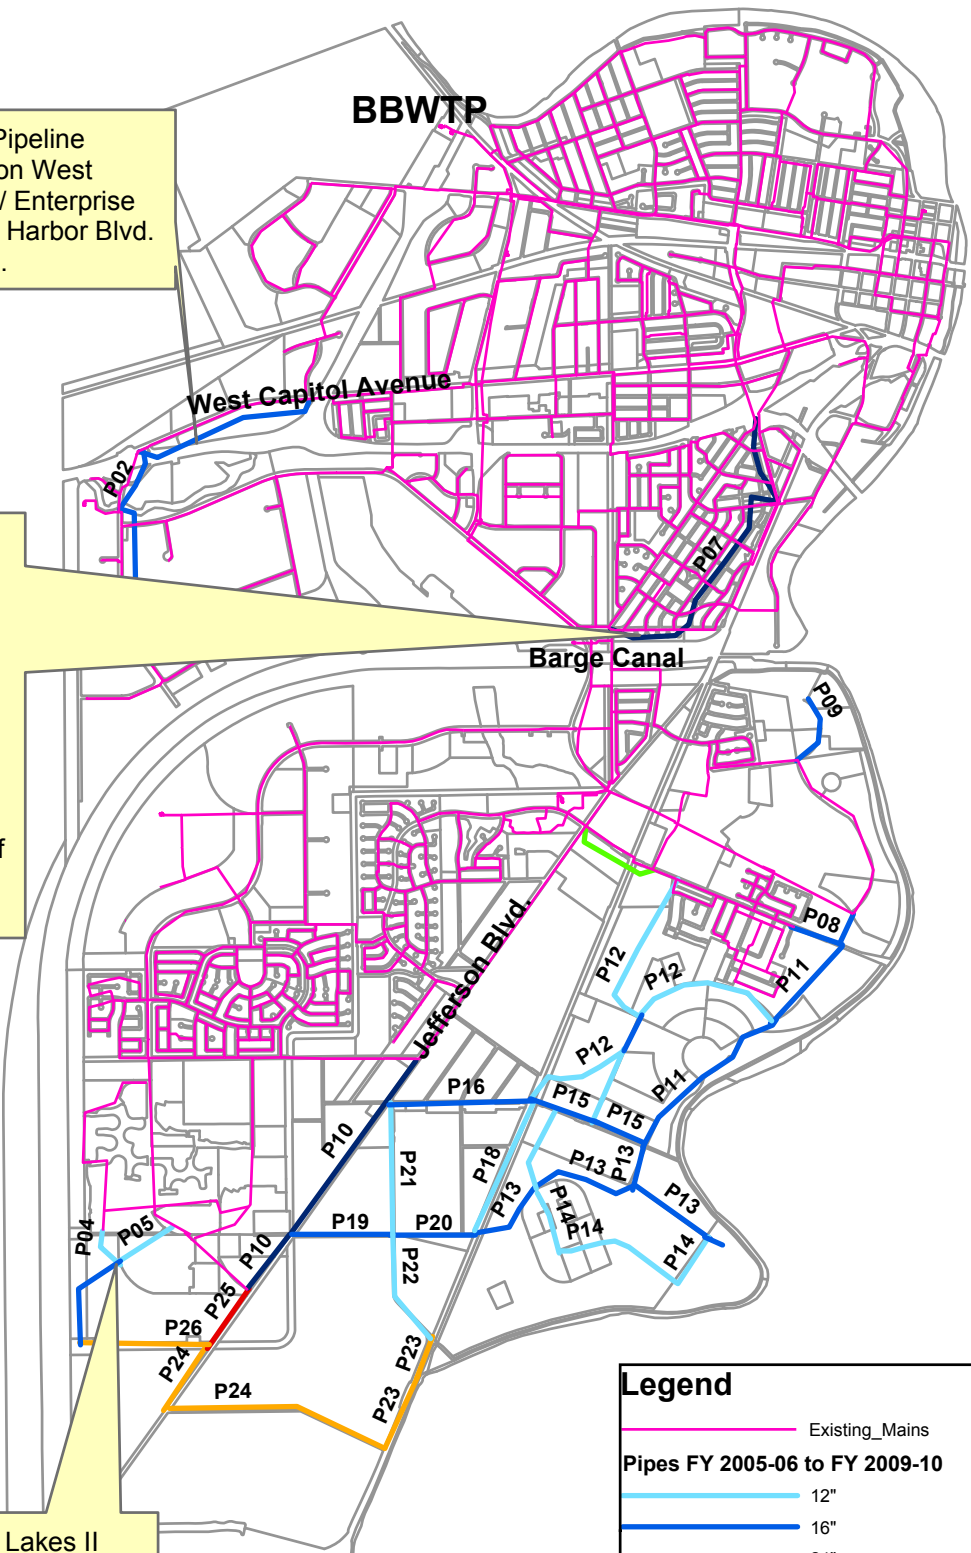 BBWTP
Pipeline
on West
/ Enterprise
Harbor Blvd.
.
West Capitol Avenue
P02
P07
Barge Canal
P09
f
Jefferson Blvd.
P08
P12
P12
P11
P12
P11
P16
P15
P15
P10
P21
P18
P13
P13
P13
P13
P14
P14
P14
P19
P20
P04
P05
P10
P22
P25
P26
P24
P24
P23
P23
Lakes II
Legend
Existing_Mains
Pipes FY 2005-06 to FY 2009-10
12"
16"